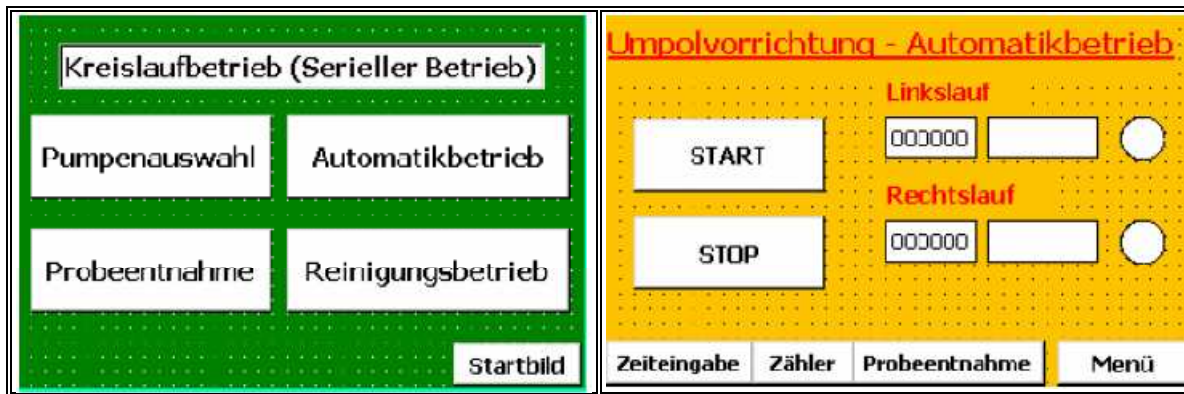 Kreislaufbetrieb (Serieller Betrieb)
Pumpenauswahl
Automatikbetrieb
Probeentnahme
Reinigungsbetrieb
Startbild
Umpolvorrichtung - Automatikbetrieb
Linkslauf
START
000000
Rechtslauf
STOP
000000
Zeiteingabe
Zähler
Probeentnahme
Menü